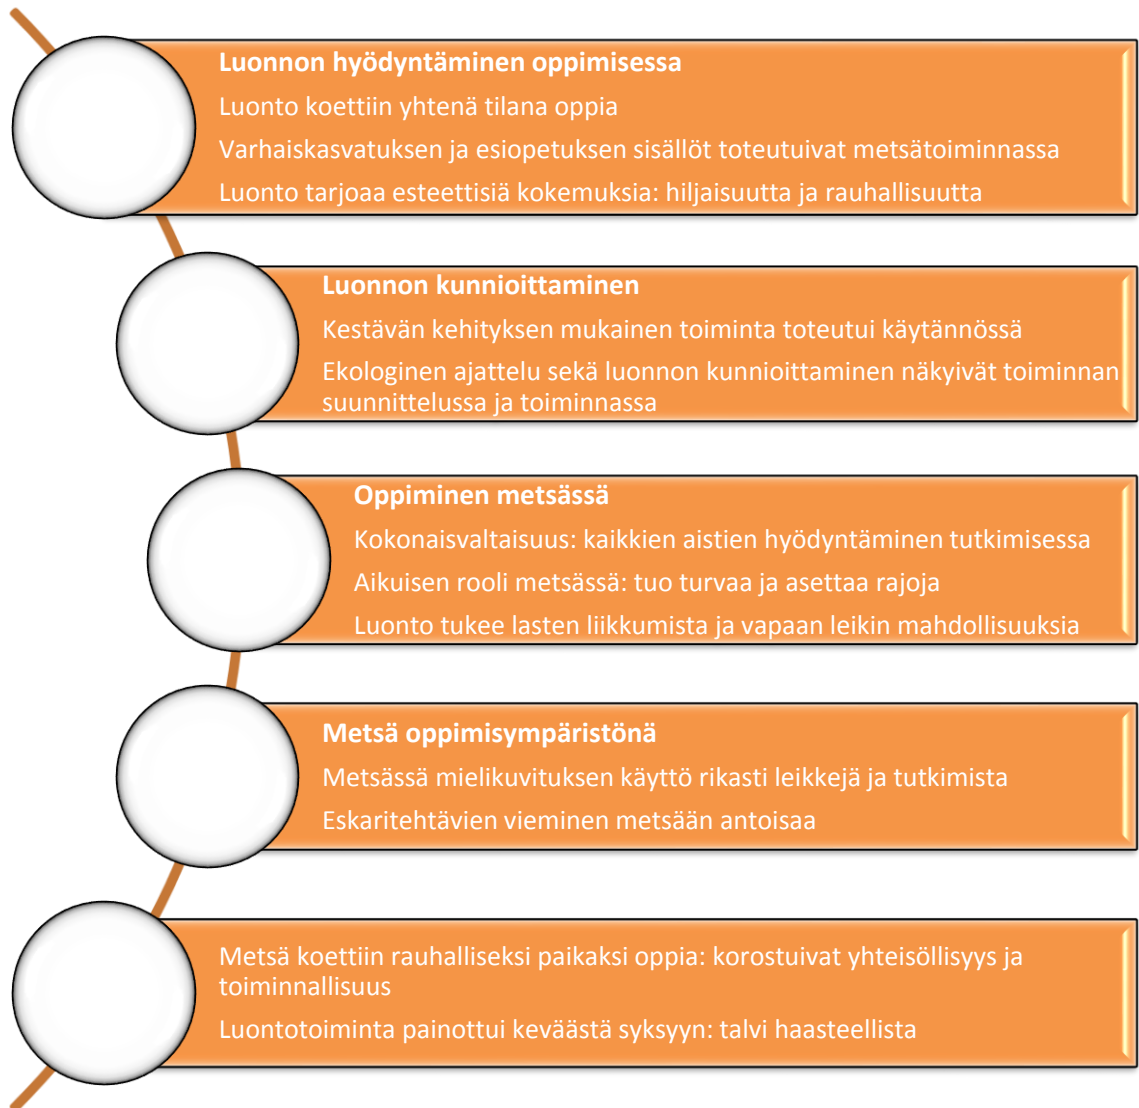 Luonnon hyödyntäminen oppimisessa
Luonto koettiin yhtenä tilana oppia
Varhaiskasvatuksen ja esiopetuksen sisällöt toteutuivat metsätoiminnassa
Luonto tarjoaa esteettisiä kokemuksia: hiljaisuutta ja rauhallisuutta
Luonnon kunnioittaminen
Kestävän kehityksen mukainen toiminta toteutui käytännössä
Ekologinen ajattelu sekä luonnon kunnioittaminen näkyivät toiminnan
suunnittelussa ja toiminnassa
Oppiminen metsässä
Kokonaisvaltaisuus: kaikkien aistien hyödyntäminen tutkimisessa
Aikuisen rooli metsässä: tuo turvaa ja asettaa rajoja
Luonto tukee lasten liikkumista ja vapaan leikin mahdollisuuksia
Metsä oppimisympäristönä
Metsässä mielikuvituksen käyttö rikasti leikkejä ja tutkimista
Eskaritehtävien vieminen metsään antoisaa
Metsä koettiin rauhalliseksi paikaksi oppia: korostuivat yhteisöllisyys ja
toiminnallisuus
Luontotoiminta painottui keväästä syksyyn: talvi haasteellista